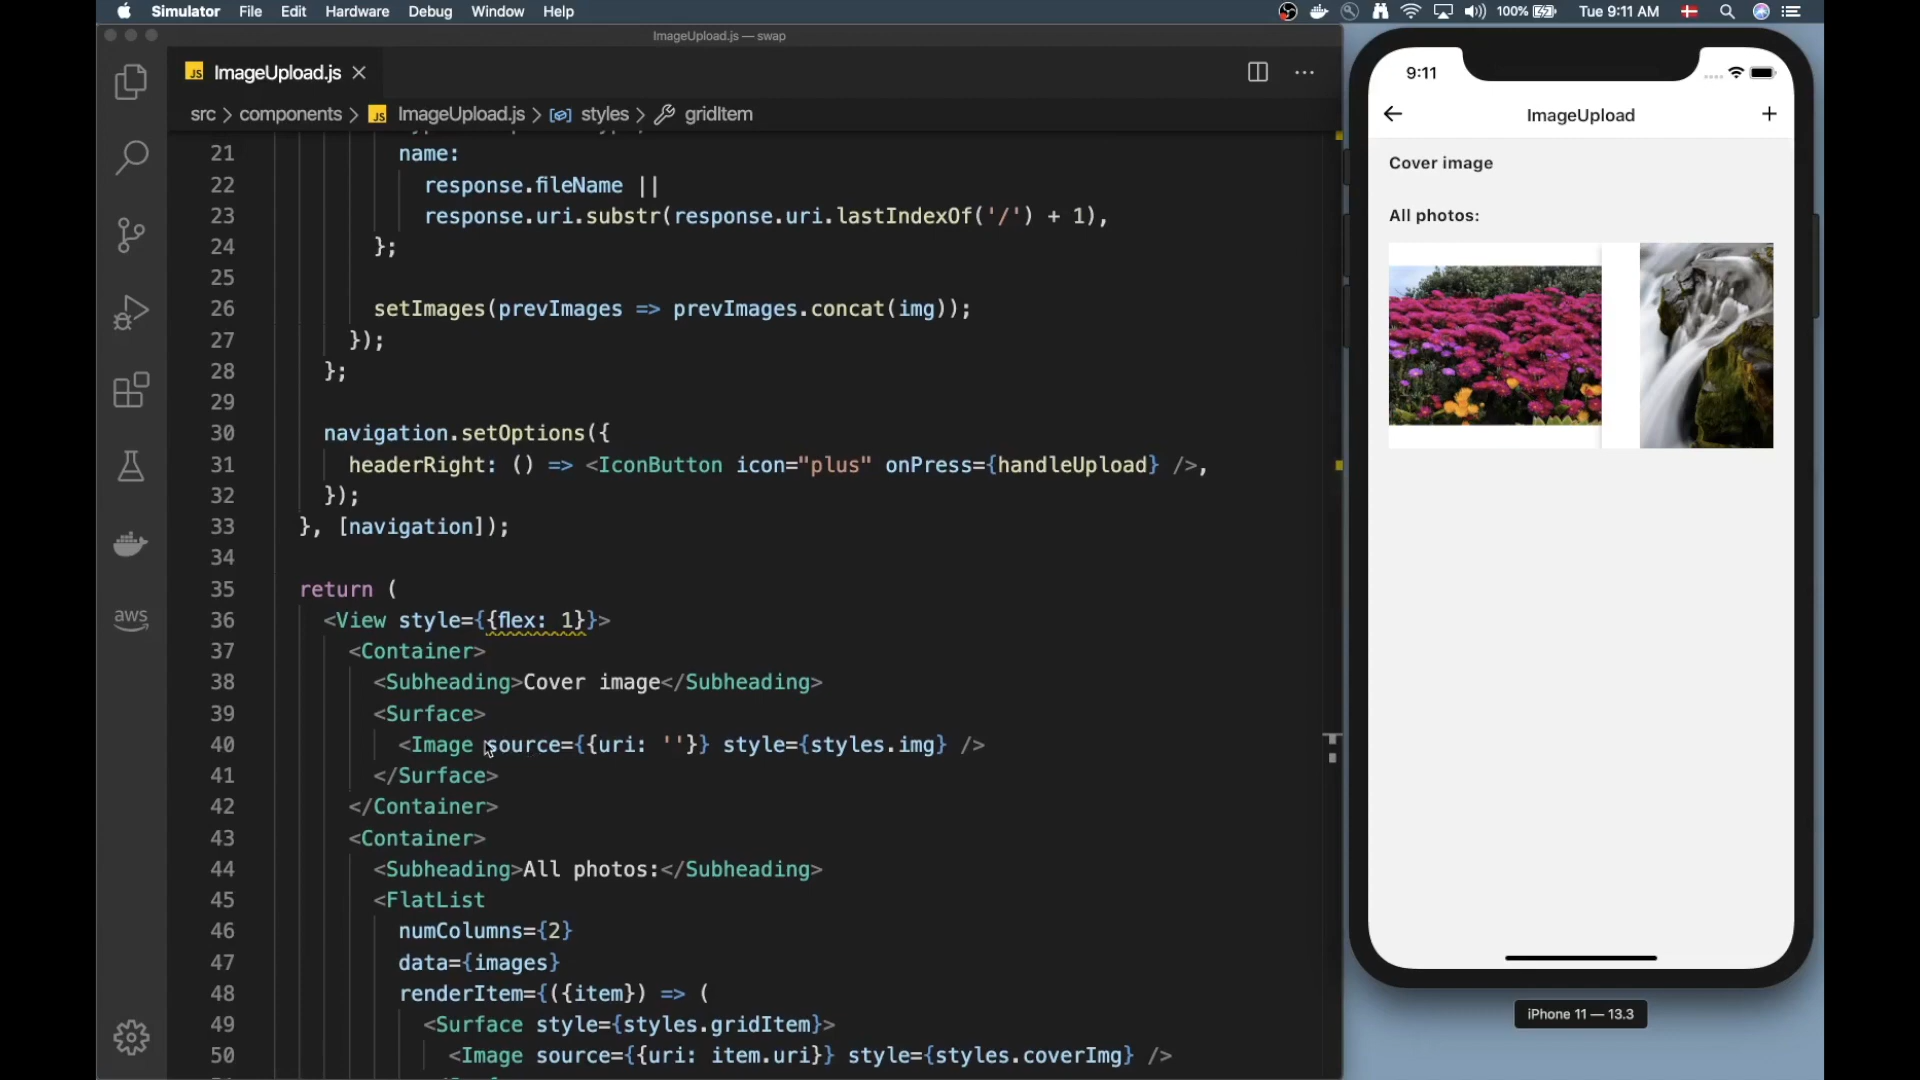 Simulator File Edit Hardware Debug Window Help 100% Tue 9:11 AM
ImageUpload.js — swap
JS ImageUpload.js
src > components > JS ImageUpload.js > styles > gridItem
21 name:
22 response.fileName ||
23 response.uri.substr(response.uri.lastIndexOf('/') + 1),
24 };
25
26 setImages(prevImages => prevImages.concat(img));
27 });
28 };
29
30 navigation.setOptions({
31 headerRight: () => <IconButton icon="plus" onPress={handleUpload} />,
32 });
33 }, [navigation]);
34
35 return (
36 <View style={{flex: 1}}>
37 <Container>
38 <Subheading>Cover image</Subheading>
39 <Surface>
40 <Image source={{uri: ''}} style={styles.img} />
41 </Surface>
42 </Container>
43 <Container>
44 <Subheading>All photos:</Subheading>
45 <FlatList
46 numColumns={2}
47 data={images}
48 renderItem={({item}) => (
49 <Surface style={styles.gridItem}>
50 <Image source={{uri: item.uri}} style={styles.coverImg} />
aws
9:11
ImageUpload
Cover image
All photos:
iPhone 11 — 13.3